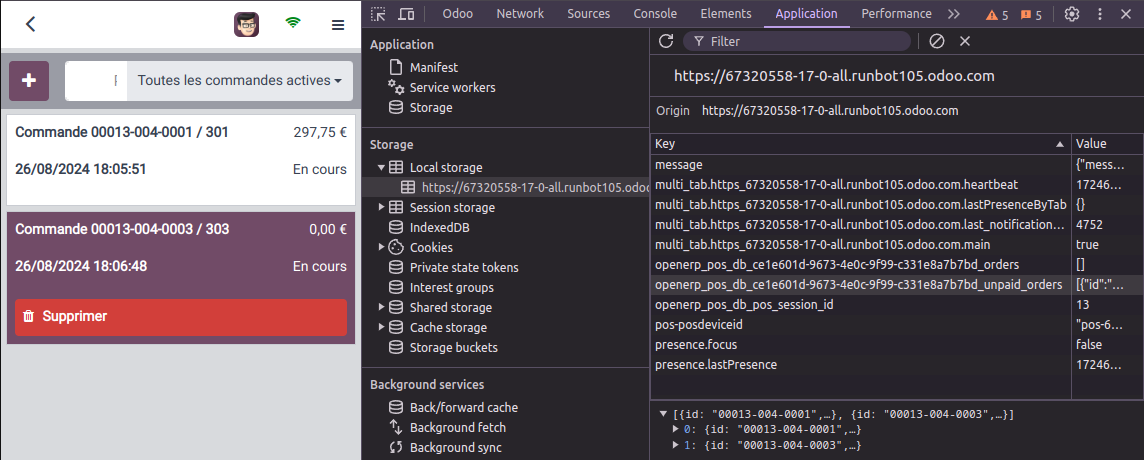 Odoo Network Sources Console Elements Application Performance 5 5
Toutes les commandes actives
Commande 00013-004-0001 / 301 297,75 €
26/08/2024 18:05:51 En cours
Commande 00013-004-0003 / 303 0,00 €
26/08/2024 18:06:48 En cours
Supprimer
Application
Manifest
Service workers
Storage
Storage
Local storage
https://67320558-17-0-all.runbot105.odoo
Session storage
IndexedDB
Cookies
Private state tokens
Interest groups
Shared storage
Cache storage
Storage buckets
Background services
Back/forward cache
Background fetch
Background sync
Filter
https://67320558-17-0-all.runbot105.odoo.com
Origin https://67320558-17-0-all.runbot105.odoo.com
Key Value
message {"mess…
multi_tab.https_67320558-17-0-all.runbot105.odoo.com.heartbeat 17246…
multi_tab.https_67320558-17-0-all.runbot105.odoo.com.lastPresenceByTab {}
multi_tab.https_67320558-17-0-all.runbot105.odoo.com.last_notification… 4752
multi_tab.https_67320558-17-0-all.runbot105.odoo.com.main true
openerp_pos_db_ce1e601d-9673-4e0c-9f99-c331e8a7b7bd_orders []
openerp_pos_db_ce1e601d-9673-4e0c-9f99-c331e8a7b7bd_unpaid_orders [{"id":"…
openerp_pos_db_pos_session_id 13
pos-posdeviceid "pos-6…
presence.focus false
presence.lastPresence 17246…
[{id: "00013-004-0001",…}, {id: "00013-004-0003",…}]
0: {id: "00013-004-0001",…}
1: {id: "00013-004-0003",…}